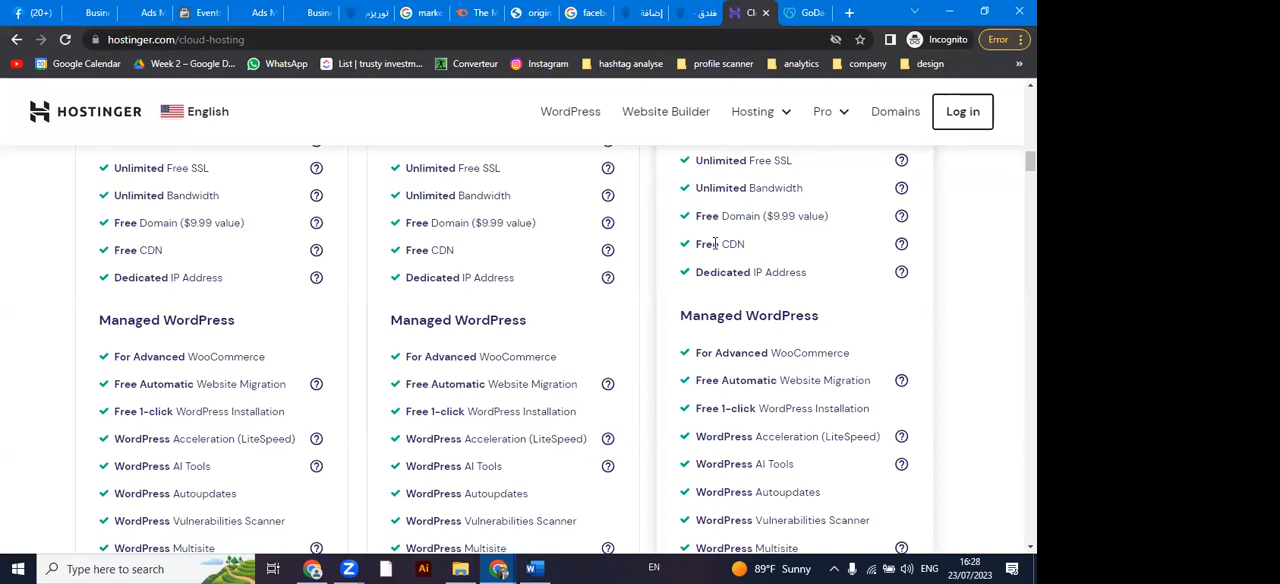 (20+)
Busine
Ads M
Event:
Ads M
Busin
توريزم
marke
The M
origin
faceb
إضافة
فندق -
Cl
GoDa
hostinger.com/cloud-hosting
Incognito
Error
Google Calendar
Week 2 – Google D...
WhatsApp
List | trusty investm...
Converteur
Instagram
hashtag analyse
profile scanner
analytics
company
design
»
HOSTINGER
English
WordPress
Website Builder
Hosting
Pro
Domains
Log in
Unlimited Free SSL
Unlimited Bandwidth
Free Domain ($9.99 value)
Free CDN
Dedicated IP Address
Managed WordPress
For Advanced WooCommerce
Free Automatic Website Migration
Free 1-click WordPress Installation
WordPress Acceleration (LiteSpeed)
WordPress AI Tools
WordPress Autoupdates
WordPress Vulnerabilities Scanner
WordPress Multisite
Unlimited Free SSL
Unlimited Bandwidth
Free Domain ($9.99 value)
Free CDN
Dedicated IP Address
Managed WordPress
For Advanced WooCommerce
Free Automatic Website Migration
Free 1-click WordPress Installation
WordPress Acceleration (LiteSpeed)
WordPress AI Tools
WordPress Autoupdates
WordPress Vulnerabilities Scanner
WordPress Multisite
Unlimited Free SSL
Unlimited Bandwidth
Free Domain ($9.99 value)
Free CDN
Dedicated IP Address
Managed WordPress
For Advanced WooCommerce
Free Automatic Website Migration
Free 1-click WordPress Installation
WordPress Acceleration (LiteSpeed)
WordPress AI Tools
WordPress Autoupdates
WordPress Vulnerabilities Scanner
WordPress Multisite
Type here to search
EN
89°F Sunny
ENG
16:28
23/07/2023